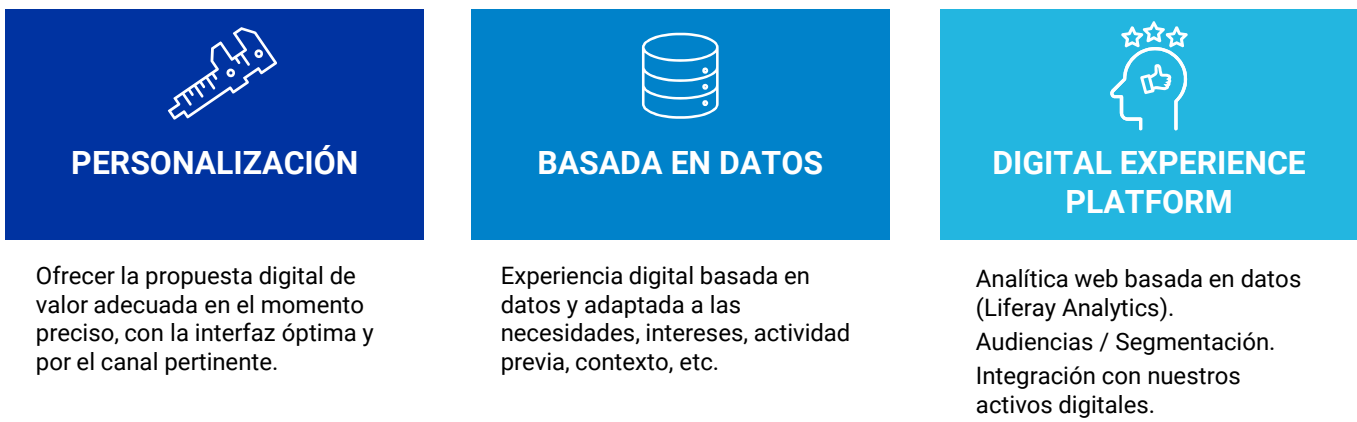 PERSONALIZACIÓN
Ofrecer la propuesta digital de
valor adecuada en el momento
preciso, con la interfaz óptima y
por el canal pertinente.
BASADA EN DATOS
Experiencia digital basada en
datos y adaptada a las
necesidades, intereses, actividad
previa, contexto, etc.
DIGITAL EXPERIENCE
PLATFORM
Analítica web basada en datos
(Liferay Analytics).
Audiencias / Segmentación.
Integración con nuestros
activos digitales.